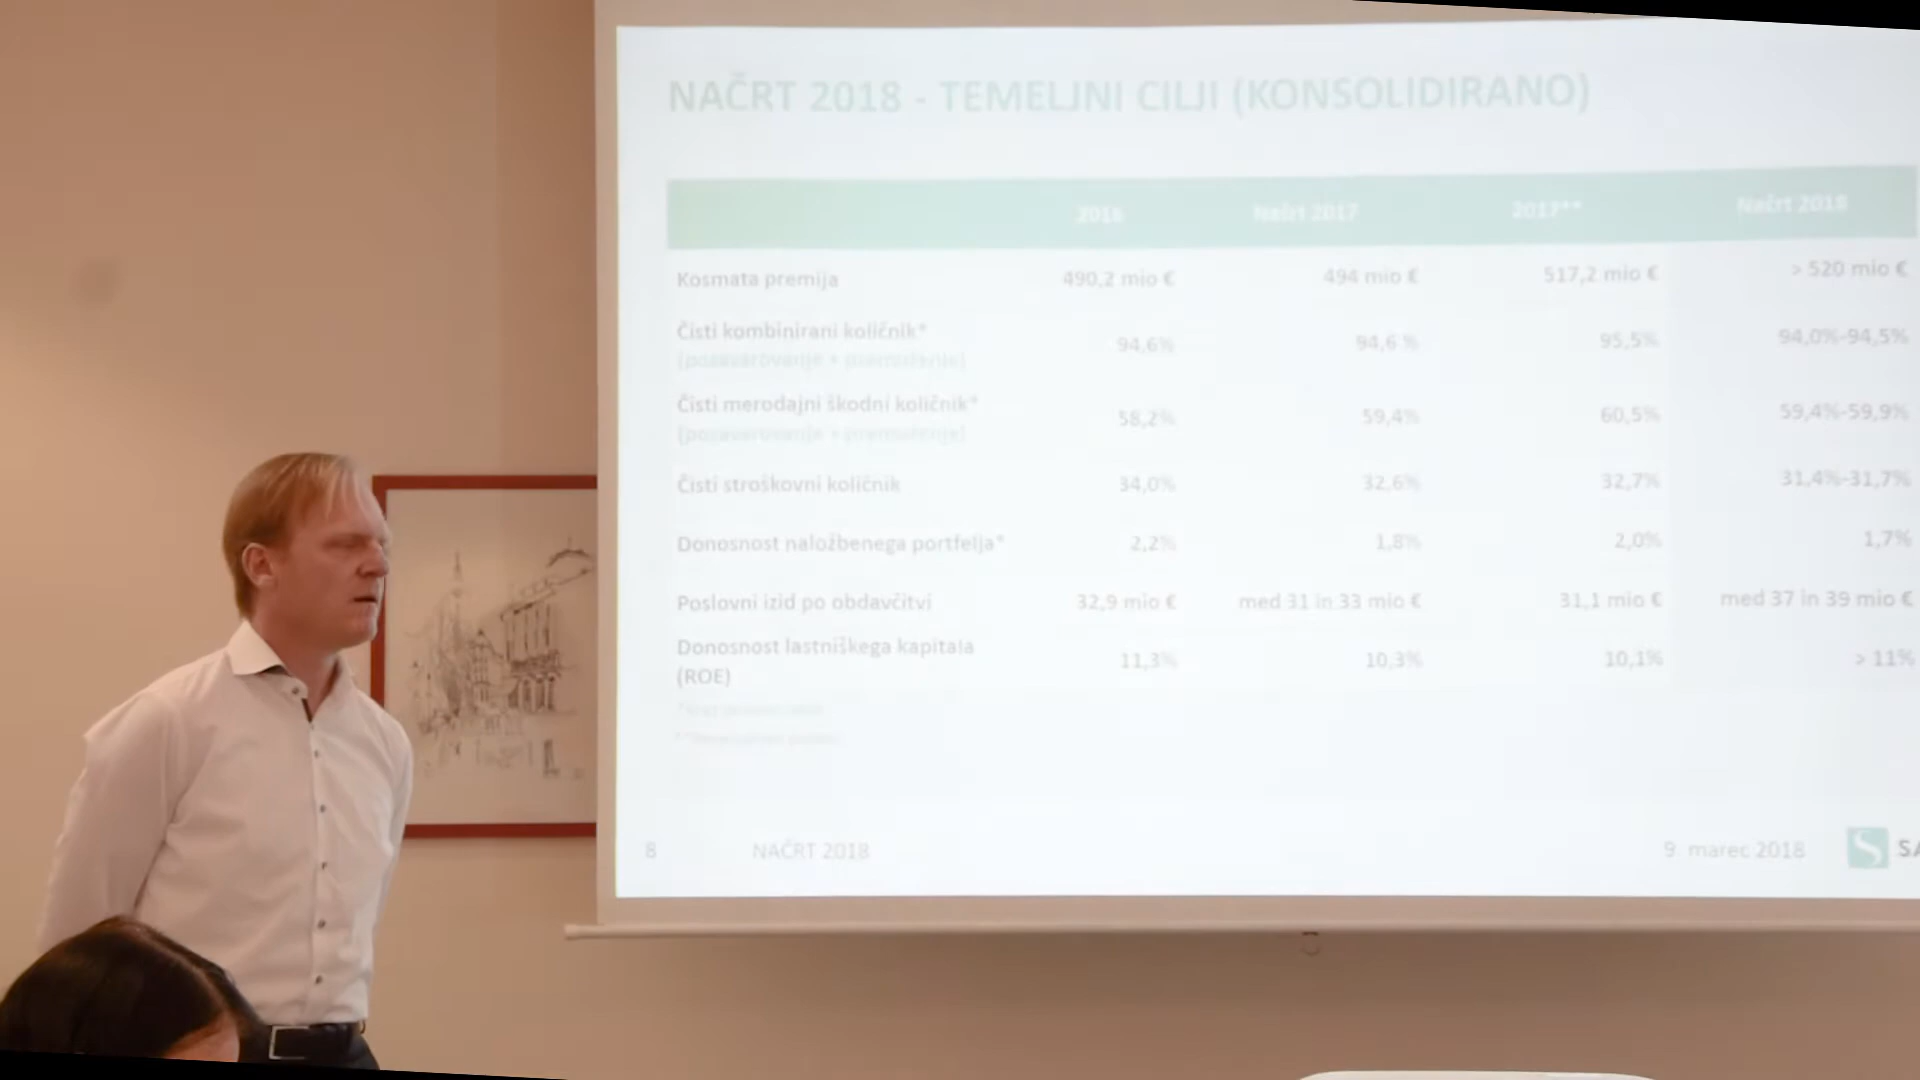 NAČRT 2018 - TEMELJNI CILJI (KONSOLIDIRANO)
2016 Načrt 2017 2017** Načrt 2018
Kosmata premija 490,2 mio € 494 mio € 517,2 mio € > 520 mio €
Čisti kombinirani količnik* 94,6% 94,6 % 95,5% 94,0%-94,5%
(pozavarovanje + premoženje)
Čisti merodajni škodni količnik* 58,2% 59,4% 60,5% 59,4%-59,9%
(pozavarovanje + premoženje)
Čisti stroškovni količnik 34,0% 32,6% 32,7% 31,4%-31,7%
Donosnost naložbenega portfelja* 2,2% 1,8% 2,0% 1,7%
Poslovni izid po obdavčitvi 32,9 mio € med 31 in 33 mio € 31,1 mio € med 37 in 39 mio €
Donosnost lastniškega kapitala
(ROE) 11,3% 10,3% 10,1% > 11%
8 NAČRT 2018 9. marec 2018 SA